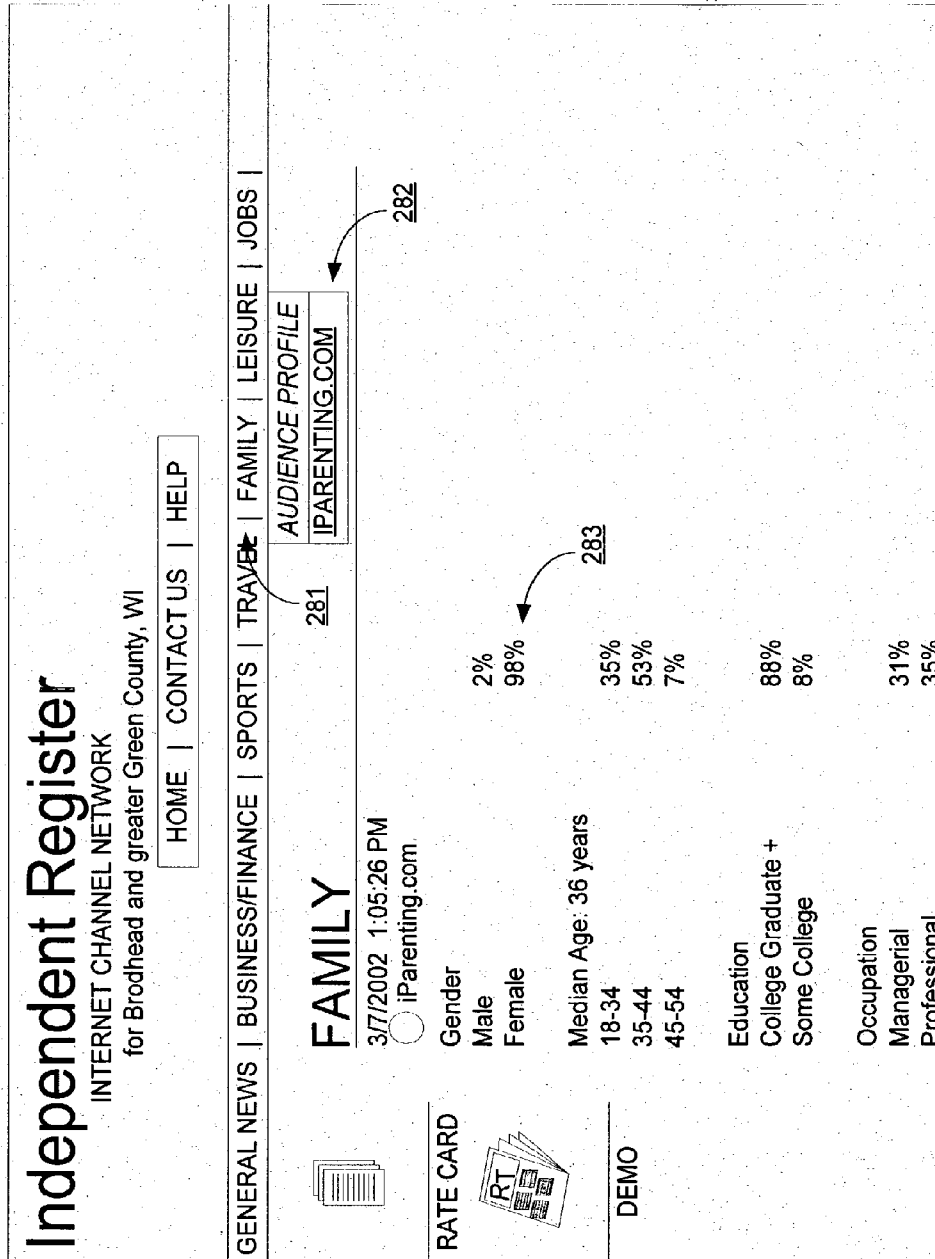 Independent Register
INTERNET CHANNEL NETWORK
for Brodhead and greater Green County, WI
HOME | CONTACT US | HELP
GENERAL NEWS | BUSINESS/FINANCE | SPORTS | TRAVEL | FAMILY | LEISURE | JOBS |
281
AUDIENCE PROFILE
IPARENTING.COM
282
FAMILY
3/7/2002 1:05:26 PM
iParenting.com
RATE CARD
RT
DEMO
Gender
Male 2%
Female 98%
283
Median Age: 36 years
18-34 35%
35-44 53%
45-54 7%
Education
College Graduate + 88%
Some College 8%
Occupation
Managerial 31%
Professional 35%